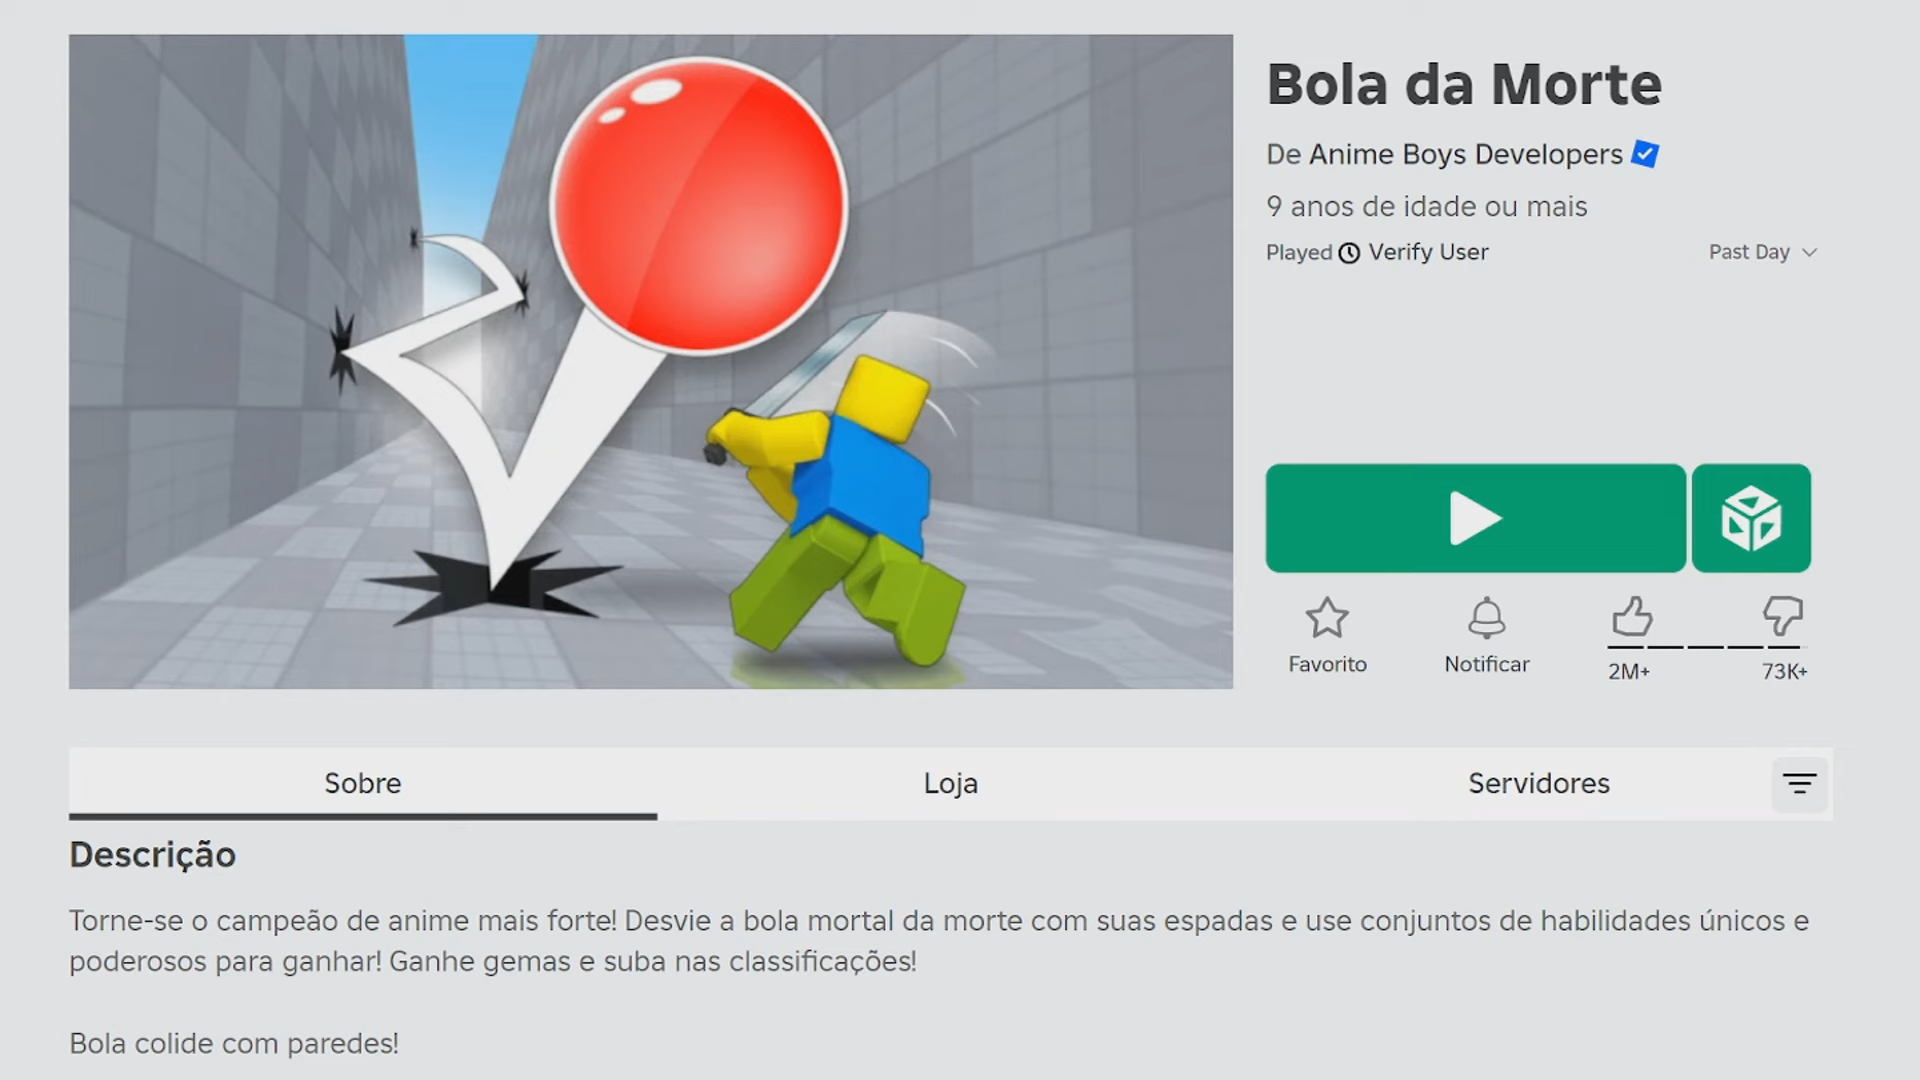 Bola da Morte
De Anime Boys Developers
9 anos de idade ou mais
Played Verify User
Past Day
Favorito
Notificar
2M+
73K+
Sobre
Loja
Servidores
Descrição
Torne-se o campeão de anime mais forte! Desvie a bola mortal da morte com suas espadas e use conjuntos de habilidades únicos e
poderosos para ganhar! Ganhe gemas e suba nas classificações!
Bola colide com paredes!